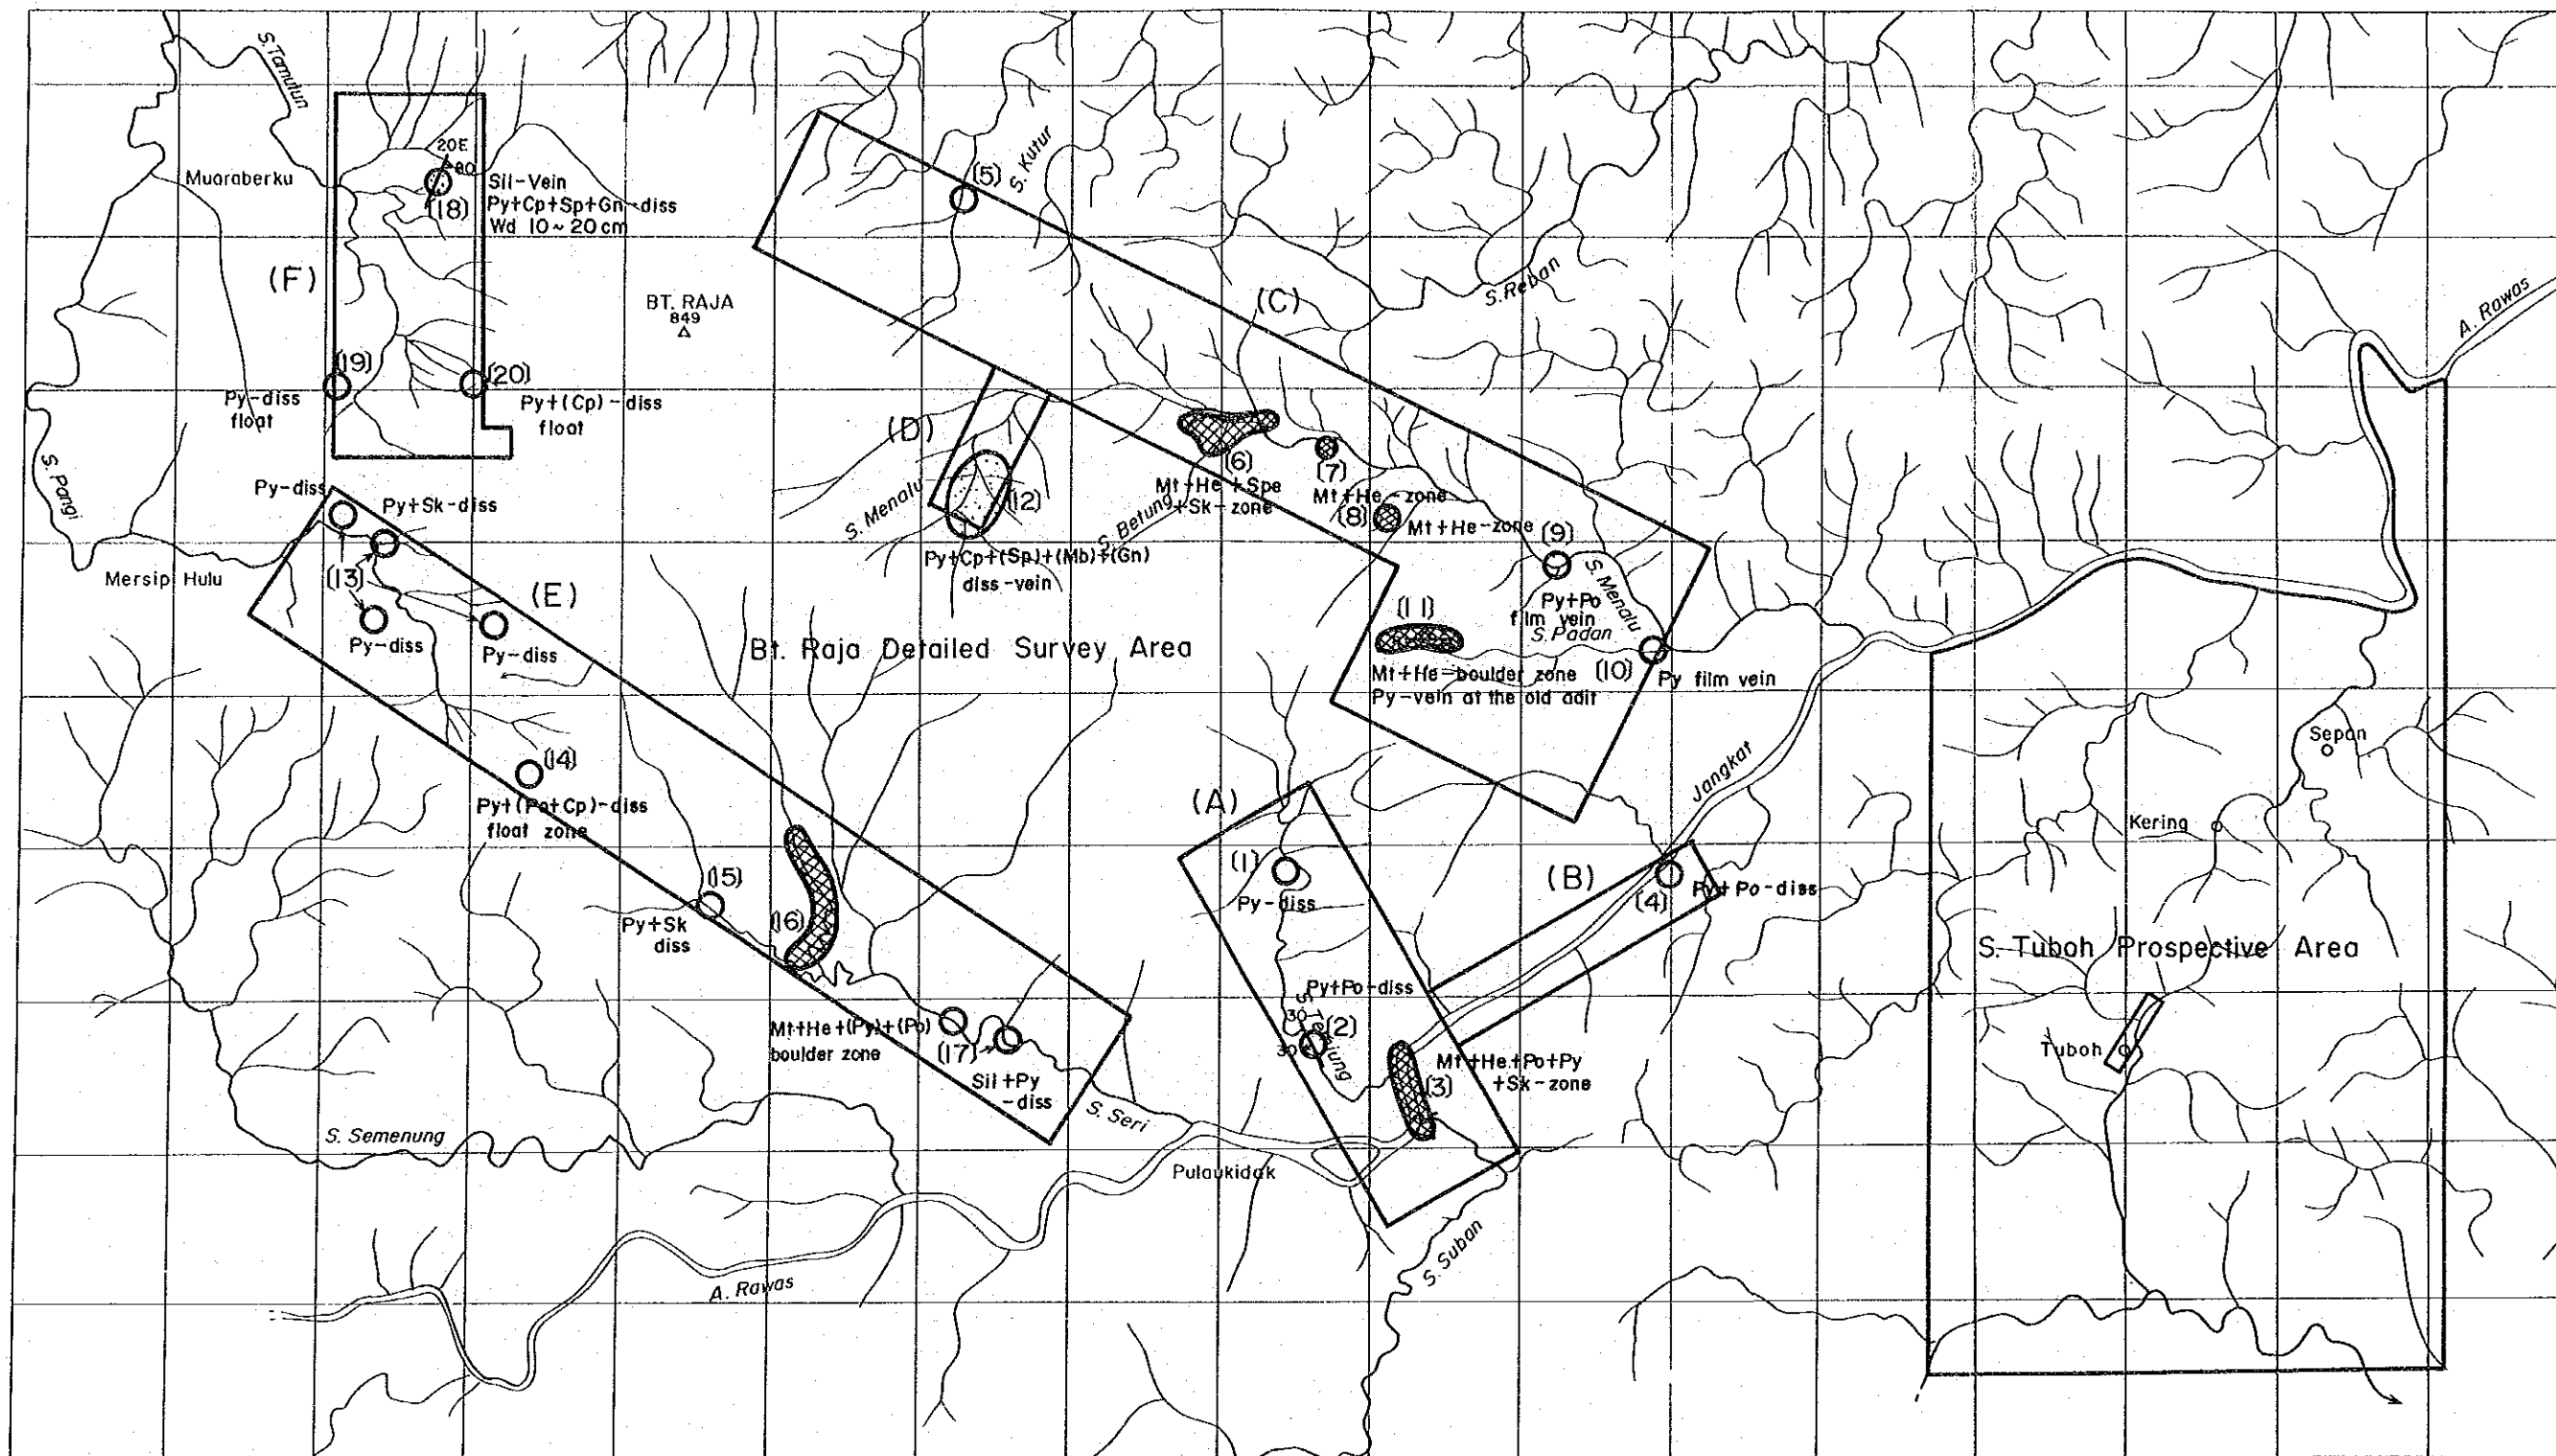 S. Tamutun
Muaraberku
20E
80
(18)
Sil-Vein
Py+Cp+Sp+Gn-diss
Wd 10~20cm
(F)
BT. RAJA
849
(19)
Py-diss
float
(20)
Py+(Cp)-diss
float
S. Pangi
(5)
S. Kutur
(C)
S. Reban
A. Rawas
(D)
S. Menalu
(12)
Py+Cp+(Sp)+(Mb)+(Gn)
diss-vein
S. Betung
(6)
Mt+He+Spe
+Sk-zone
(7)
Mt+He-zone
(8)
Mt+He-zone
(9)
Py+Po
film vein
S. Menalu
S. Padan
(10)
Py film vein
(11)
Mt+He-boulder zone
Py-vein at the old adit
Py-diss
Py+Sk-diss
Mersip Hulu
(13)
(E)
Py-diss
Py-diss
Bt. Raja Detailed Survey Area
(14)
Py+(Po+Cp)-diss
float zone
(15)
Py+Sk
diss
(16)
Mt+He+(Py)+(Po)
boulder zone
(17)
Sil+Py
-diss
S. Seri
S. Semenung
A. Rawas
Pulaukidak
(A)
(1)
Py-diss
Py+Po-diss
30
30
(2)
(3)
Mt+He+Po+Py
+Sk-zone
S. Suban
(B)
(4)
Py+Po-diss
Jangkat
Sepan
Kering
S. Tuboh Prospective Area
Tuboh